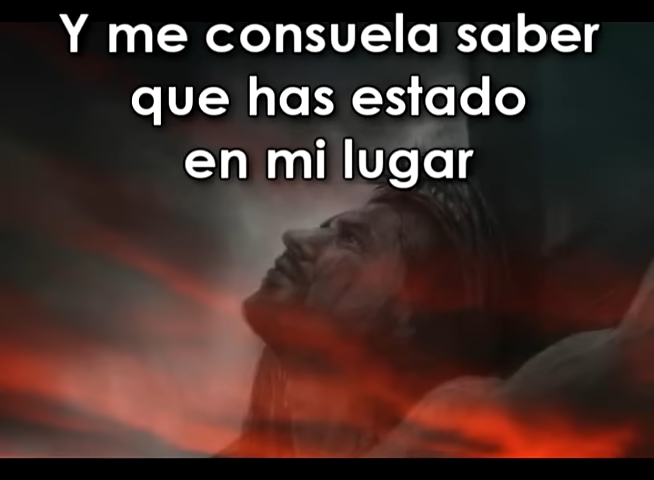 Y me consuela saber
que has estado
en mi lugar